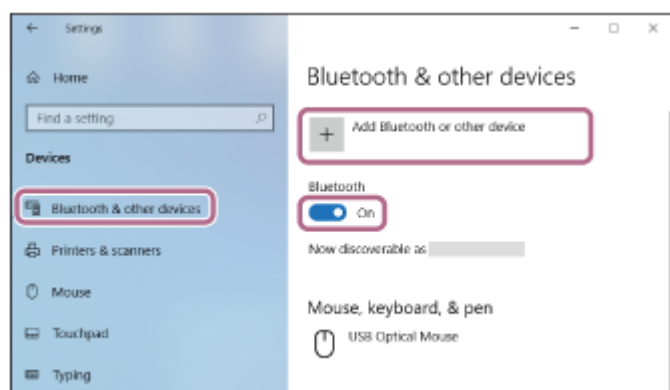 Settings
Home
Find a setting
Devices
Bluetooth & other devices
Printers & scanners
Mouse
Touchpad
Typing
Bluetooth & other devices
Add Bluetooth or other device
Bluetooth
On
Now discoverable as
Mouse, keyboard, & pen
USB Optical Mouse